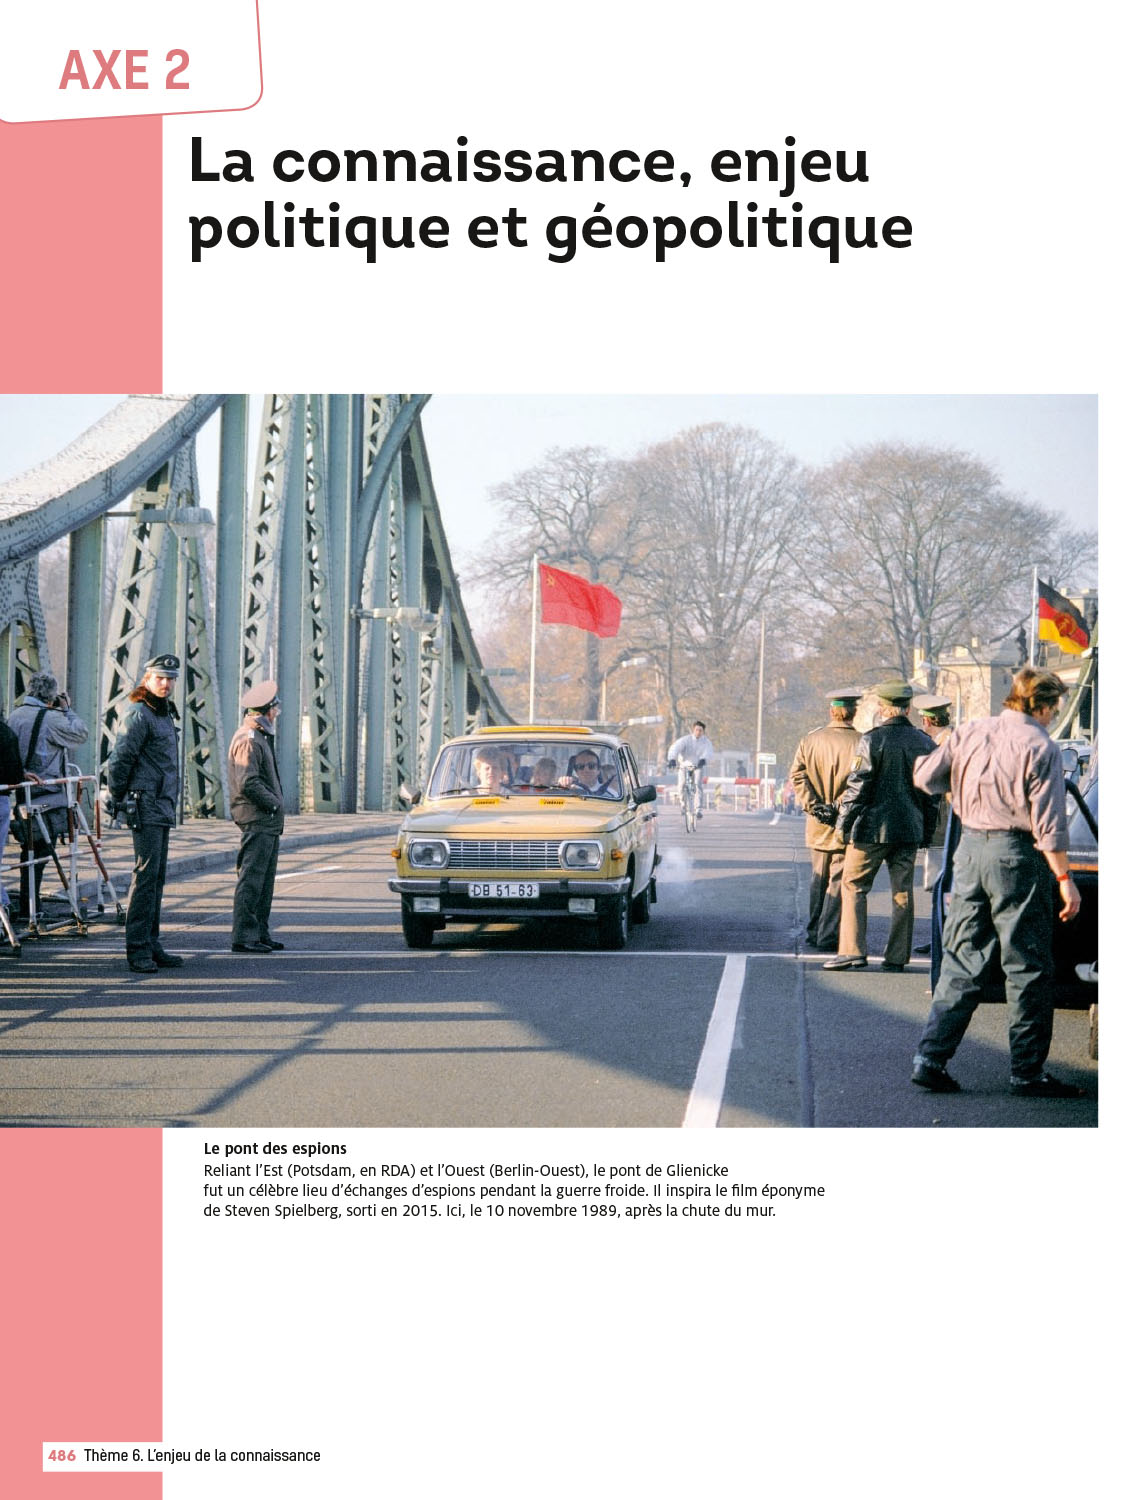 AXE 2
La connaissance, enjeu
politique et géopolitique
DB 51-63
Le pont des espions
Reliant l'Est (Potsdam, en RDA) et l'Ouest (Berlin-Ouest), le pont de Glienicke
fut un célèbre lieu d'échanges d'espions pendant la guerre froide. Il inspira le film éponyme
de Steven Spielberg, sorti en 2015. Ici, le 10 novembre 1989, après la chute du mur.
486 Thème 6. L'enjeu de la connaissance